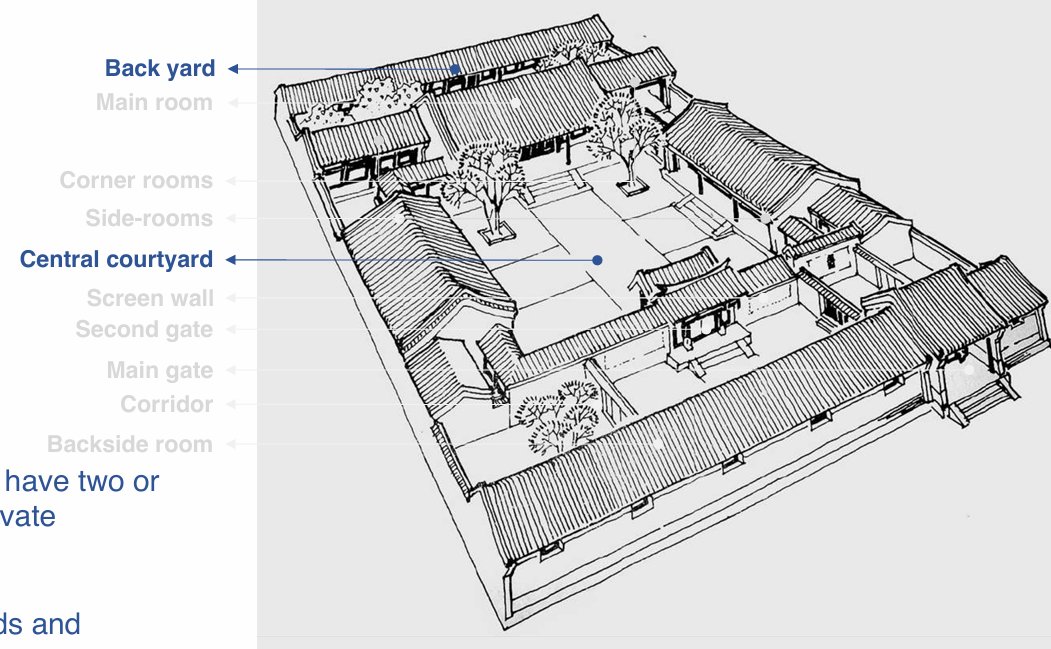 Back yard
Main room
Corner rooms
Side-rooms
Central courtyard
Screen wall
Second gate
Main gate
Corridor
Backside room
have two or
vate
ds and